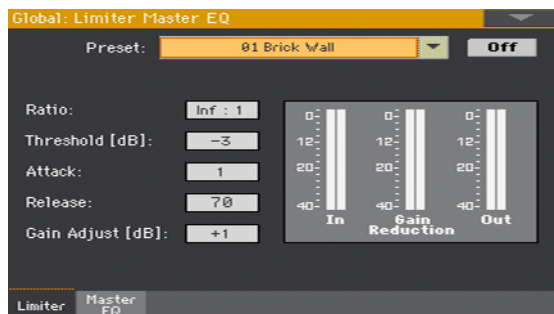 Global: Limiter Master EQ
Preset: 01 Brick Wall Off
Ratio: Inf : 1
Threshold [dB]: -3
Attack: 1
Release: 70
Gain Adjust [dB]: +1
0 0 0
12 12 12
20 20 20
40 40 40
In Gain Reduction Out
Limiter Master EQ